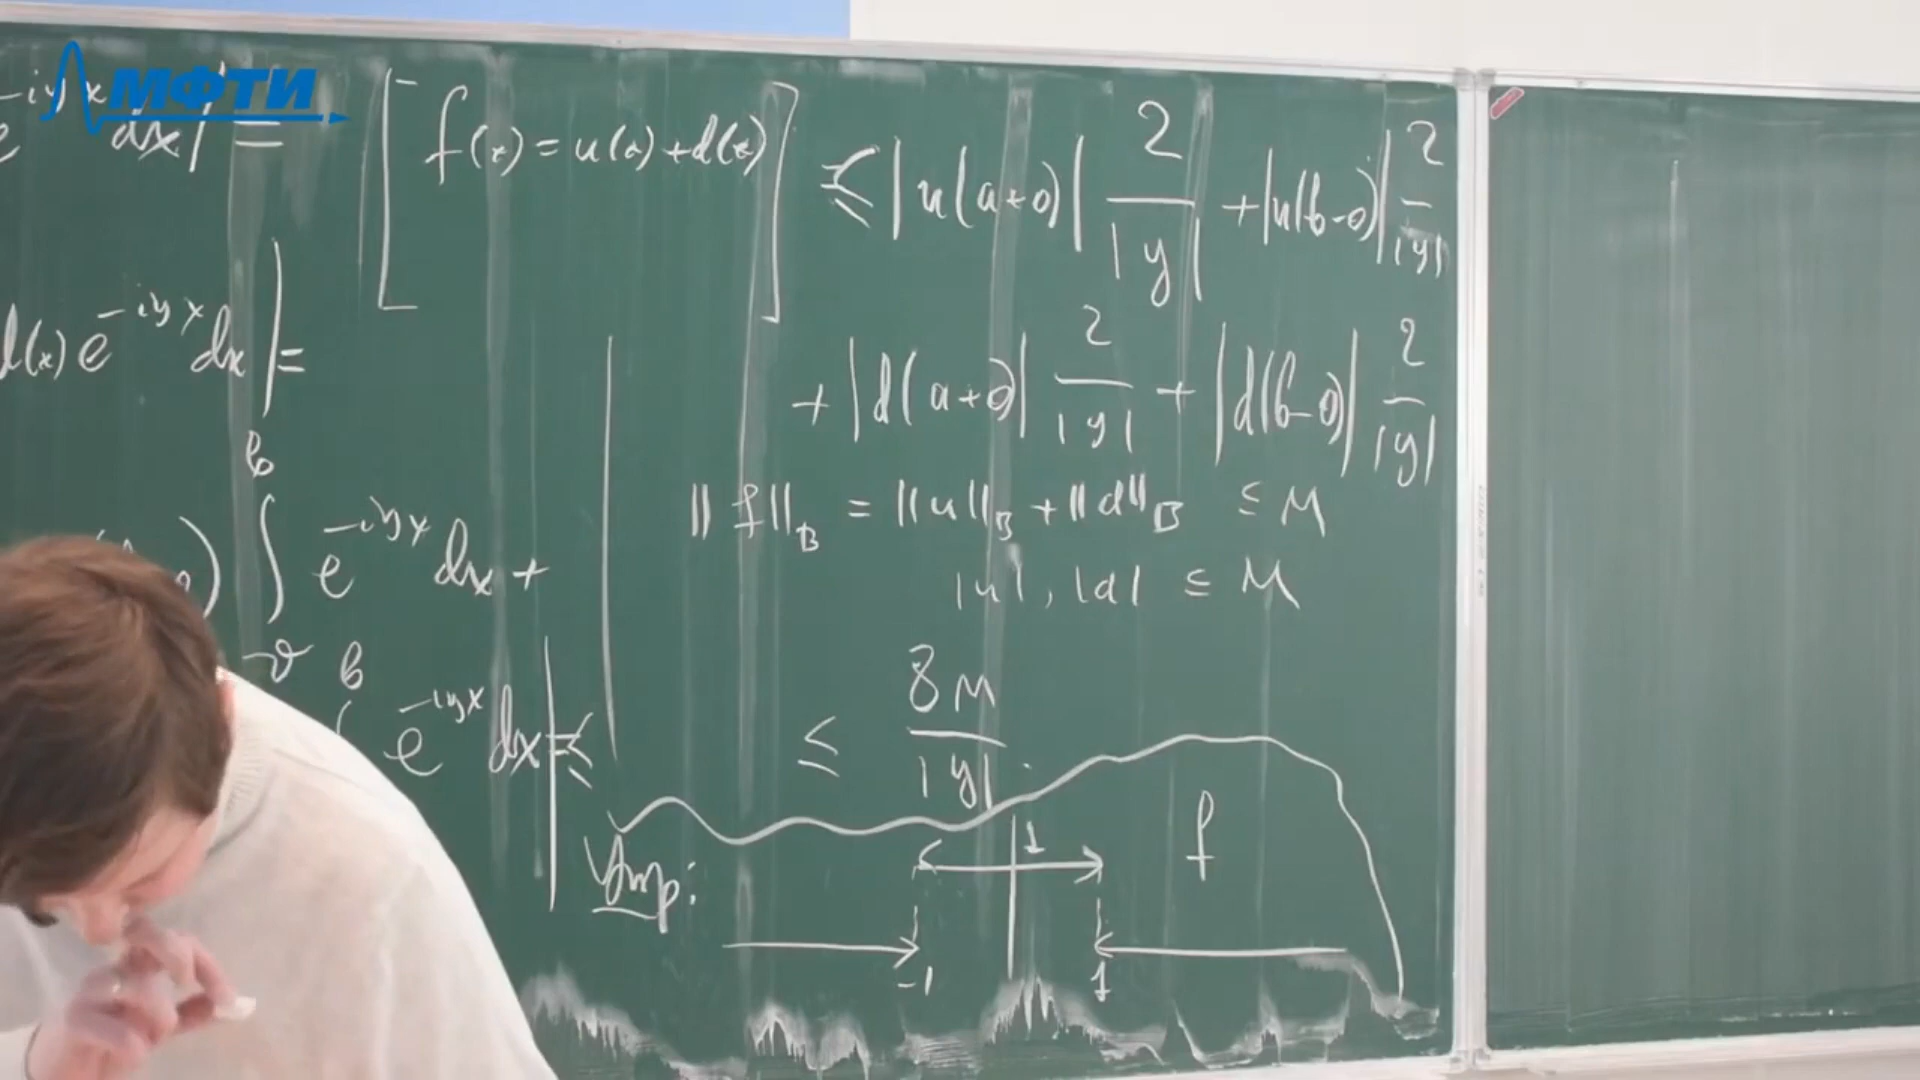 МФТИ
e^{-iyx} dx| =
[ f(x) = u(x) + d(x) ]
≤ |u(a+0)| 2/|y| + |u(b-0)| 2/|y|
d(x) e^{-iyx} dx| =
+ |d(a+0)| 2/|y| + |d(b-0)| 2/|y|
) ∫ b e^{-iyx} dx +
||f||_B = ||u||_B + ||d||_B ≤ M
|u|, |d| ≤ M
b e^{-iyx} dx| ≤
≤ 8M/|y|
Упр:
1
f
-1 1